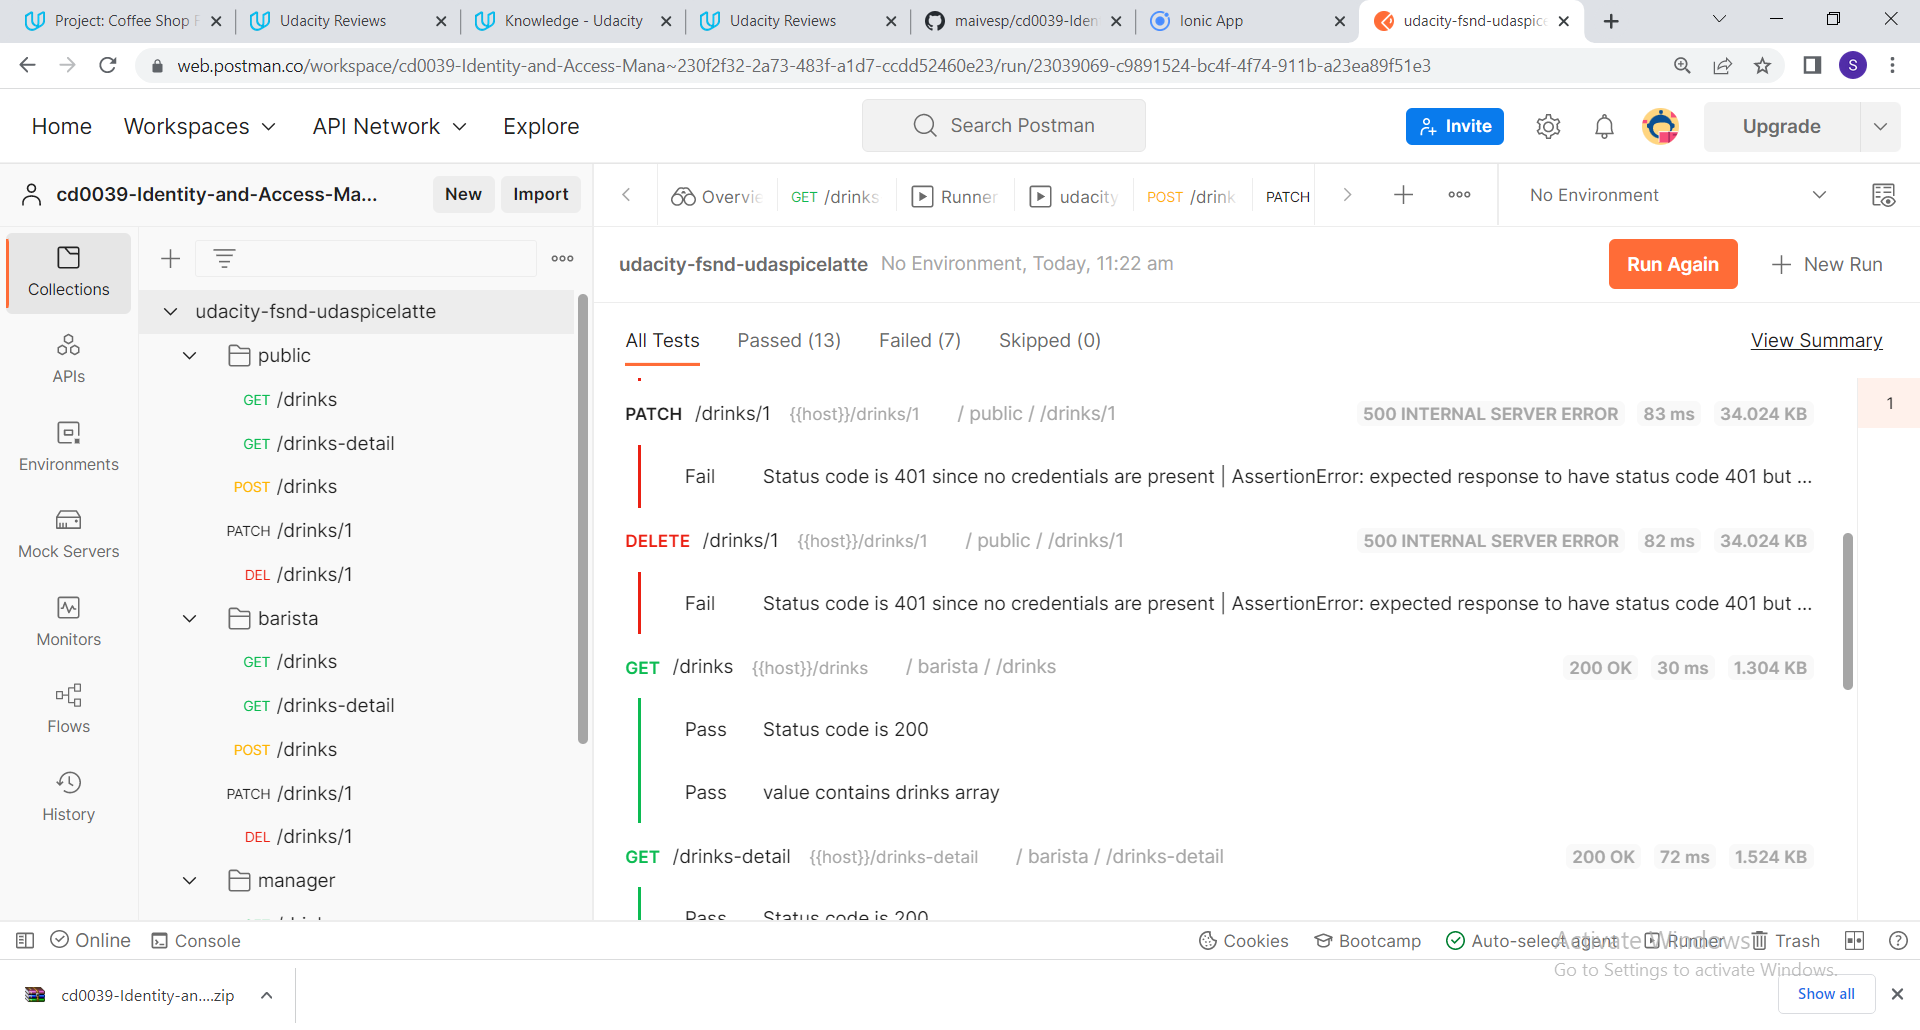 Project: Coffee Shop F
Udacity Reviews
Knowledge - Udacity
Udacity Reviews
maivesp/cd0039-Iden
Ionic App
udacity-fsnd-udaspice
web.postman.co/workspace/cd0039-Identity-and-Access-Mana~230f2f32-2a73-483f-a1d7-ccdd52460e23/run/23039069-c9891524-bc4f-4f74-911b-a23ea89f51e3
S
Home
Workspaces
API Network
Explore
Search Postman
Invite
Upgrade
cd0039-Identity-and-Access-Ma...
New
Import
Overvie
GET /drinks
Runner
udacity
POST /drink
PATCH
No Environment
Collections
APIs
Environments
Mock Servers
Monitors
Flows
History
udacity-fsnd-udaspicelatte
public
GET /drinks
GET /drinks-detail
POST /drinks
PATCH /drinks/1
DEL /drinks/1
barista
GET /drinks
GET /drinks-detail
POST /drinks
PATCH /drinks/1
DEL /drinks/1
manager
udacity-fsnd-udaspicelatte No Environment, Today, 11:22 am
Run Again
New Run
All Tests
Passed (13)
Failed (7)
Skipped (0)
View Summary
1
PATCH /drinks/1 {{host}}/drinks/1 / public / /drinks/1 500 INTERNAL SERVER ERROR 83 ms 34.024 KB
Fail Status code is 401 since no credentials are present | AssertionError: expected response to have status code 401 but ...
DELETE /drinks/1 {{host}}/drinks/1 / public / /drinks/1 500 INTERNAL SERVER ERROR 82 ms 34.024 KB
Fail Status code is 401 since no credentials are present | AssertionError: expected response to have status code 401 but ...
GET /drinks {{host}}/drinks / barista / /drinks 200 OK 30 ms 1.304 KB
Pass Status code is 200
Pass value contains drinks array
GET /drinks-detail {{host}}/drinks-detail / barista / /drinks-detail 200 OK 72 ms 1.524 KB
Pass Status code is 200
Online
Console
Cookies
Bootcamp
Auto-select agent
Runner
Trash
Activate Windows
Go to Settings to activate Windows.
cd0039-Identity-an....zip
Show all